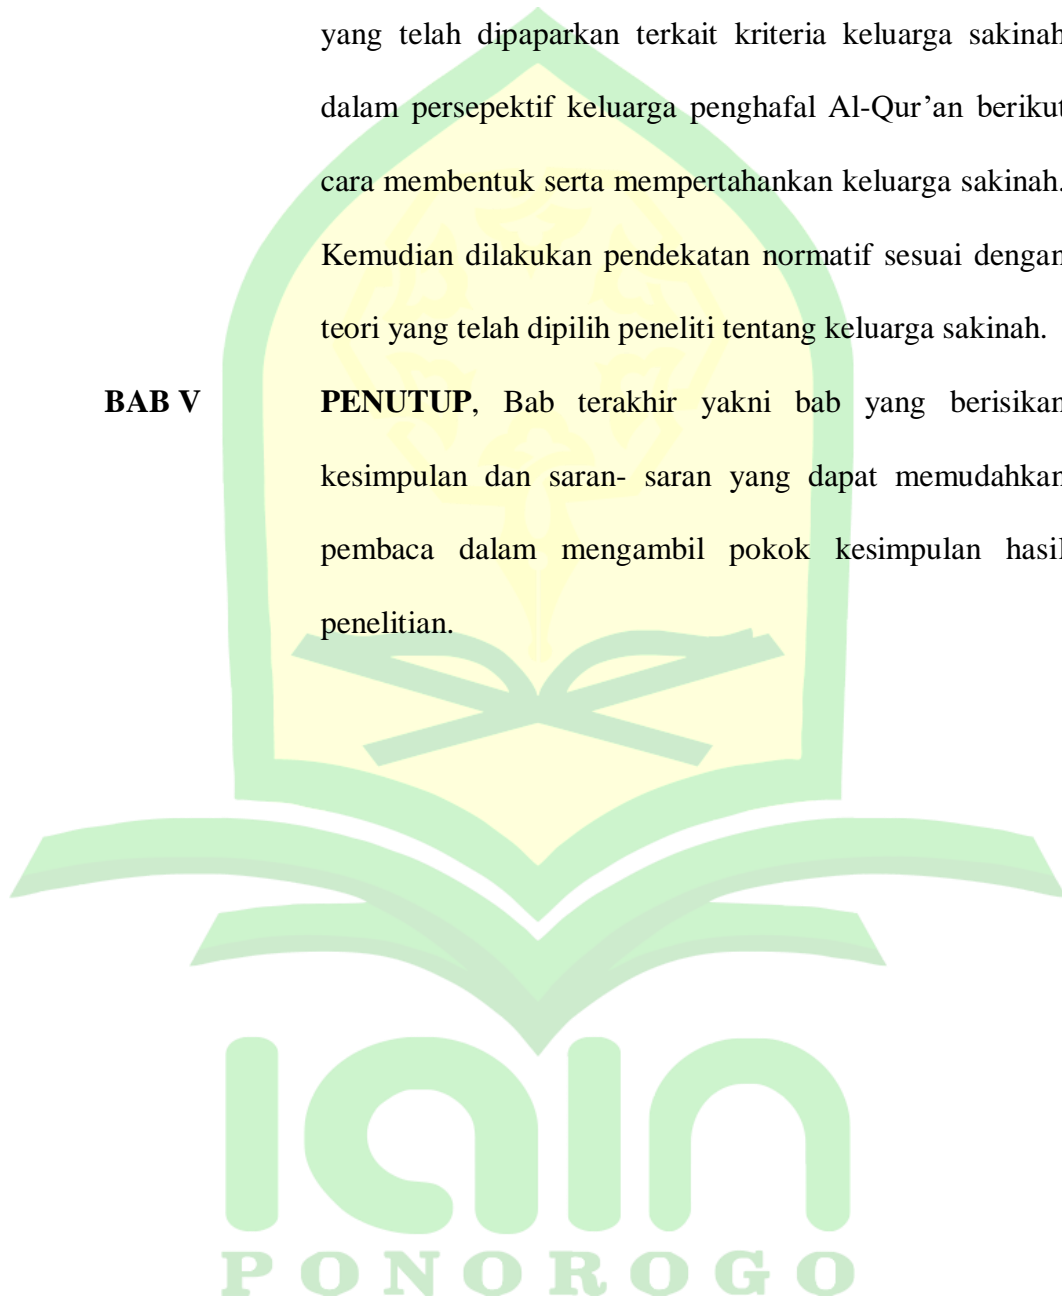 yang telah dipaparkan terkait kriteria keluarga sakinah
dalam persepektif keluarga penghafal Al-Qur’an berikut
cara membentuk serta mempertahankan keluarga sakinah.
Kemudian dilakukan pendekatan normatif sesuai dengan
teori yang telah dipilih peneliti tentang keluarga sakinah.
BAB V PENUTUP, Bab terakhir yakni bab yang berisikan
kesimpulan dan saran- saran yang dapat memudahkan
pembaca dalam mengambil pokok kesimpulan hasil
penelitian.
iain
PONOROGO